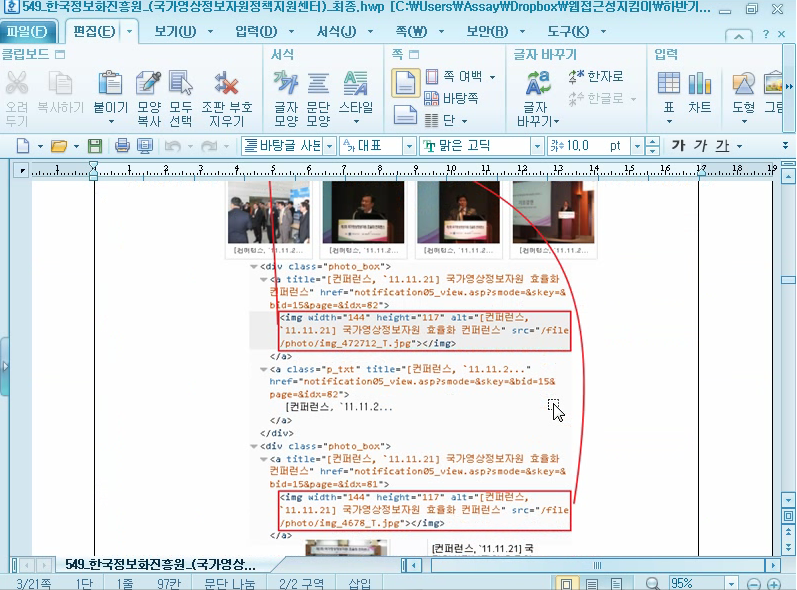 549_한국정보화진흥원_(국가영상정보자원정책지원센터)_최종.hwp [C:₩Users₩Assay₩Dropbox₩웹접근성지킴이₩하반기...
파일(F) 편집(E) 보기(U) 입력(D) 서식(J) 쪽(W) 보안(R) 도구(K)
클립보드 서식 쪽 글자 바꾸기 입력
오려 두기 복사하기 붙이기 모양 복사 모두 선택 조판 부호 지우기 글자 모양 문단 모양 스타일 쪽 여백 바탕쪽 단 글자 바꾸기 한자로 한글로 표 차트 도형 그림
바탕글 사본 대표 맑은 고딕 10,0 pt 가 가 가
1 1 2 3 4 5 6 7 8 9 10 11 12 13 14 15 16 17 18 19
[컨퍼런스, `11.11.2... [컨퍼런스, `11.11.2... [컨퍼런스, `11.11.2... [컨퍼런스, `11.11.2...
<div class="photo_box">
<a title="[컨퍼런스, `11.11.21] 국가영상정보자원 효율화
컨퍼런스" href="notification05_view.asp?smode=&skey=&
bid=15&page=&idx=82">
<img width="144" height="117" alt="[컨퍼런스,
`11.11.21] 국가영상정보자원 효율화 컨퍼런스" src="/file
/photo/img_472712_T.jpg"></img>
</a>
<a class="p_txt" title="[컨퍼런스, `11.11.2..."
href="notification05_view.asp?smode=&skey=&bid=15&
page=&idx=82">
[컨퍼런스, `11.11.2...
</a>
</div>
<div class="photo_box">
<a title="[컨퍼런스, `11.11.21] 국가영상정보자원 효율화
컨퍼런스" href="notification05_view.asp?smode=&skey=&
bid=15&page=&idx=81">
<img width="144" height="117" alt="[컨퍼런스,
`11.11.21] 국가영상정보자원 효율화 컨퍼런스" src="/file
/photo/img_4678_T.jpg"></img>
</a>
[컨퍼런스, `11.11.21] 국
549_한국정보화진흥원_(국가영상...
3/21쪽 1단 1줄 97칸 문단 나눔 2/2 구역 삽입 95%